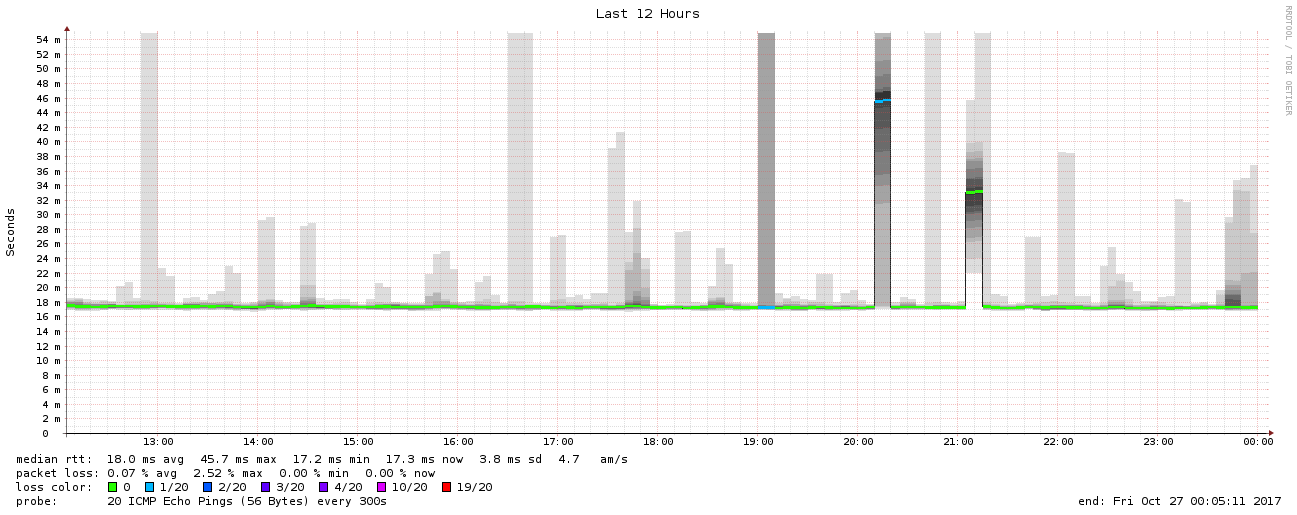 Last 12 Hours
RRDTOOL / TOBI OETIKER
Seconds
54 m
52 m
50 m
48 m
46 m
44 m
42 m
40 m
38 m
36 m
34 m
32 m
30 m
28 m
26 m
24 m
22 m
20 m
18 m
16 m
14 m
12 m
10 m
8 m
6 m
4 m
2 m
0
13:00 14:00 15:00 16:00 17:00 18:00 19:00 20:00 21:00 22:00 23:00 00:00
median rtt: 18.0 ms avg 45.7 ms max 17.2 ms min 17.3 ms now 3.8 ms sd 4.7 am/s
packet loss: 0.07 % avg 2.52 % max 0.00 % min 0.00 % now
loss color: 0 1/20 2/20 3/20 4/20 10/20 19/20
probe: 20 ICMP Echo Pings (56 Bytes) every 300s end: Fri Oct 27 00:05:11 2017